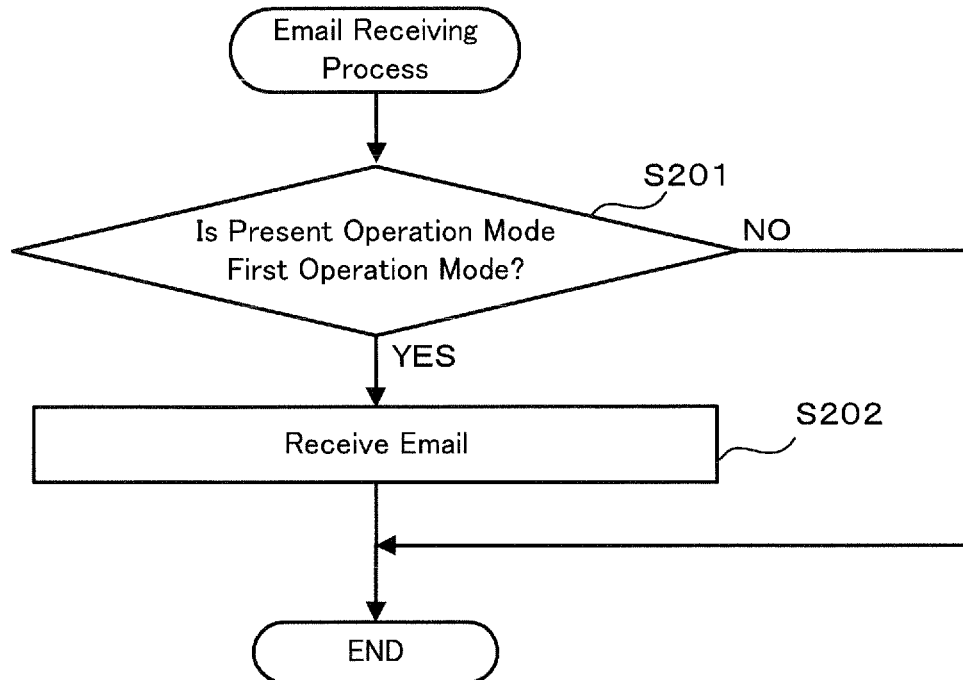 Email Receiving
Process
S201
Is Present Operation Mode
First Operation Mode?
NO
YES
S202
Receive Email
END